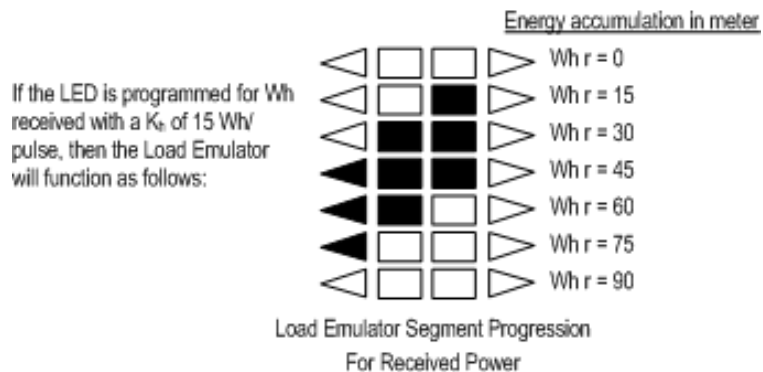 Energy accumulation in meter
Wh r = 0
If the LED is programmed for Wh
Wh r = 15
received with a Kₕ of 15 Wh/
Wh r = 30
pulse, then the Load Emulator
will function as follows:
Wh r = 45
Wh r = 60
Wh r = 75
Wh r = 90
Load Emulator Segment Progression
For Received Power